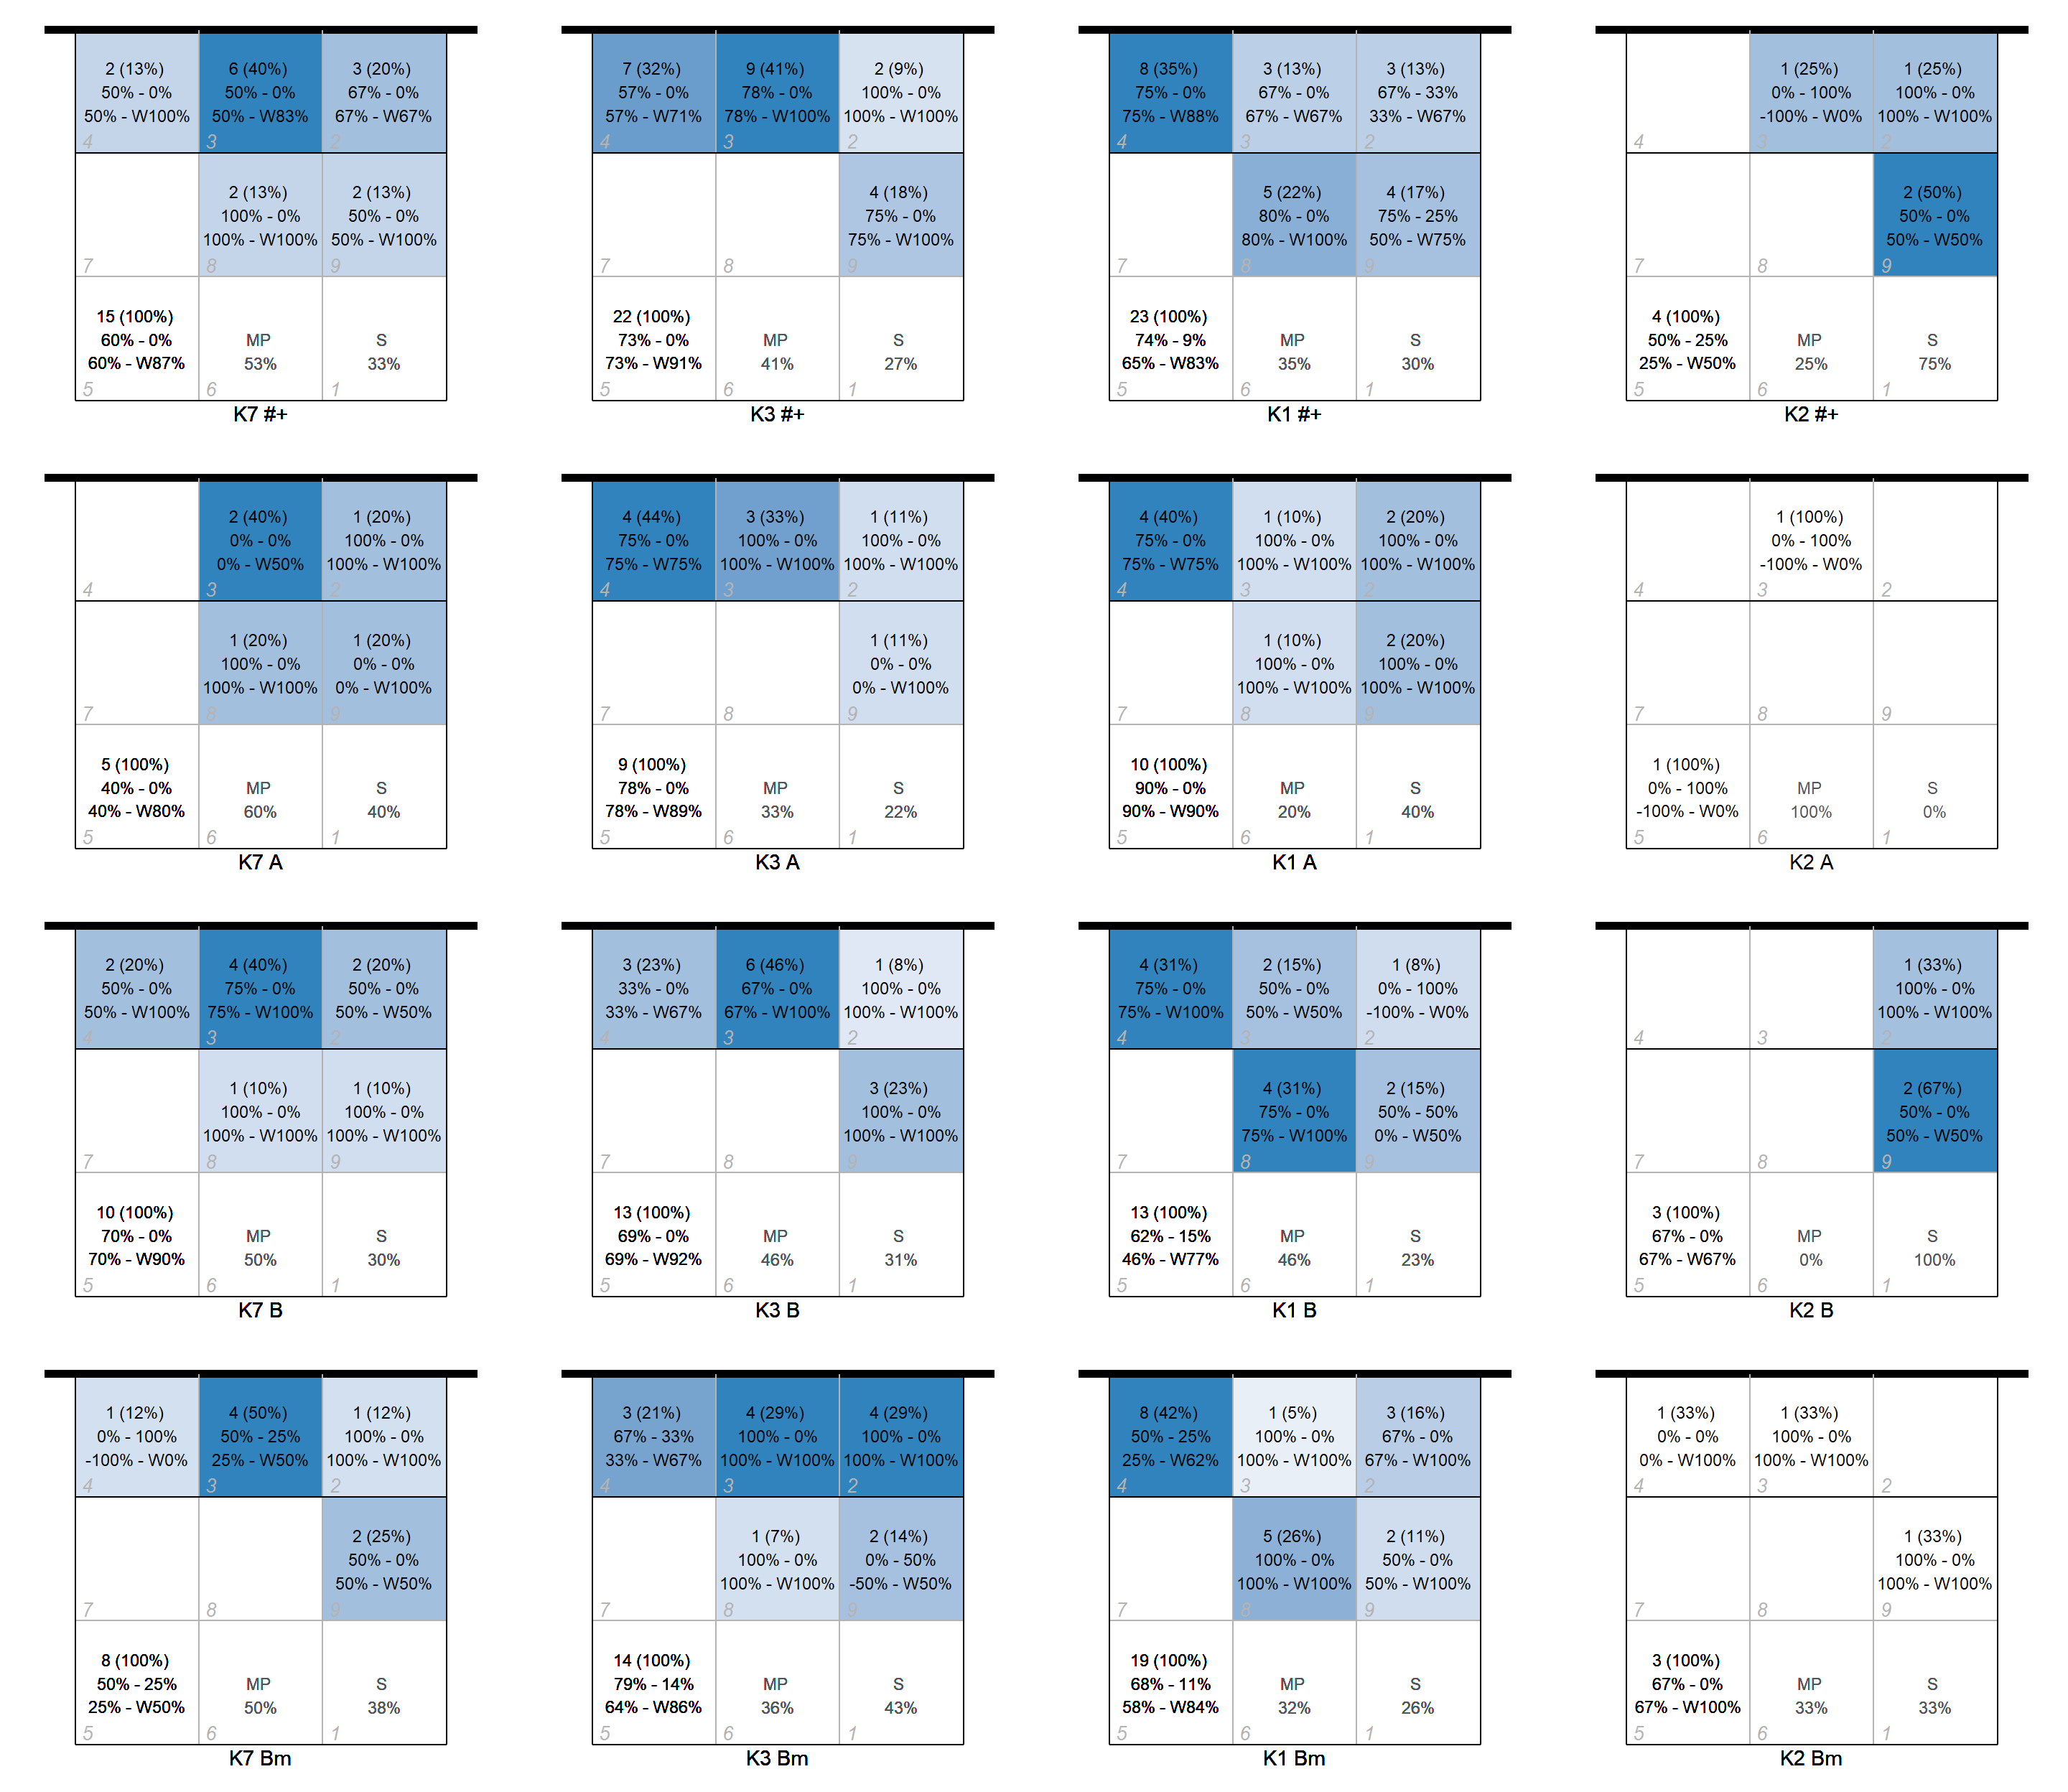 2 (13%)
50% - 0%
50% - W100%
4
6 (40%)
50% - 0%
50% - W83%
3
3 (20%)
67% - 0%
67% - W67%
2
7
2 (13%)
100% - 0%
100% - W100%
8
2 (13%)
50% - 0%
50% - W100%
9
15 (100%)
60% - 0%
60% - W87%
5
MP
53%
6
S
33%
1
K7 #+
7 (32%)
57% - 0%
57% - W71%
4
9 (41%)
78% - 0%
78% - W100%
3
2 (9%)
100% - 0%
100% - W100%
2
7
8
4 (18%)
75% - 0%
75% - W100%
9
22 (100%)
73% - 0%
73% - W91%
5
MP
41%
6
S
27%
1
K3 #+
8 (35%)
75% - 0%
75% - W88%
4
3 (13%)
67% - 0%
67% - W67%
3
3 (13%)
67% - 33%
33% - W67%
2
7
5 (22%)
80% - 0%
80% - W100%
8
4 (17%)
75% - 25%
50% - W75%
9
23 (100%)
74% - 9%
65% - W83%
5
MP
35%
6
S
30%
1
K1 #+
4
1 (25%)
0% - 100%
-100% - W0%
3
1 (25%)
100% - 0%
100% - W100%
2
7
8
2 (50%)
50% - 0%
50% - W50%
9
4 (100%)
50% - 25%
25% - W50%
5
MP
25%
6
S
75%
1
K2 #+
4
2 (40%)
0% - 0%
0% - W50%
3
1 (20%)
100% - 0%
100% - W100%
2
7
1 (20%)
100% - 0%
100% - W100%
8
1 (20%)
0% - 0%
0% - W100%
9
5 (100%)
40% - 0%
40% - W80%
5
MP
60%
6
S
40%
1
K7 A
4 (44%)
75% - 0%
75% - W75%
4
3 (33%)
100% - 0%
100% - W100%
3
1 (11%)
100% - 0%
100% - W100%
2
7
8
1 (11%)
0% - 0%
0% - W100%
9
9 (100%)
78% - 0%
78% - W89%
5
MP
33%
6
S
22%
1
K3 A
4 (40%)
75% - 0%
75% - W75%
4
1 (10%)
100% - 0%
100% - W100%
3
2 (20%)
100% - 0%
100% - W100%
2
7
1 (10%)
100% - 0%
100% - W100%
8
2 (20%)
100% - 0%
100% - W100%
9
10 (100%)
90% - 0%
90% - W90%
5
MP
20%
6
S
40%
1
K1 A
4
1 (100%)
0% - 100%
-100% - W0%
3
2
7
8
9
1 (100%)
0% - 100%
-100% - W0%
5
MP
100%
6
S
0%
1
K2 A
2 (20%)
50% - 0%
50% - W100%
4
4 (40%)
75% - 0%
75% - W100%
3
2 (20%)
50% - 0%
50% - W50%
2
7
1 (10%)
100% - 0%
100% - W100%
8
1 (10%)
100% - 0%
100% - W100%
9
10 (100%)
70% - 0%
70% - W90%
5
MP
50%
6
S
30%
1
K7 B
3 (23%)
33% - 0%
33% - W67%
4
6 (46%)
67% - 0%
67% - W100%
3
1 (8%)
100% - 0%
100% - W100%
2
7
8
3 (23%)
100% - 0%
100% - W100%
9
13 (100%)
69% - 0%
69% - W92%
5
MP
46%
6
S
31%
1
K3 B
4 (31%)
75% - 0%
75% - W100%
4
2 (15%)
50% - 0%
50% - W50%
3
1 (8%)
0% - 100%
-100% - W0%
2
7
4 (31%)
75% - 0%
75% - W100%
8
2 (15%)
50% - 50%
0% - W50%
9
13 (100%)
62% - 15%
46% - W77%
5
MP
46%
6
S
23%
1
K1 B
4
3
1 (33%)
100% - 0%
100% - W100%
2
7
8
2 (67%)
50% - 0%
50% - W50%
9
3 (100%)
67% - 0%
67% - W67%
5
MP
0%
6
S
100%
1
K2 B
1 (12%)
0% - 100%
-100% - W0%
4
4 (50%)
50% - 25%
25% - W50%
3
1 (12%)
100% - 0%
100% - W100%
2
7
8
2 (25%)
50% - 0%
50% - W50%
9
8 (100%)
50% - 25%
25% - W50%
5
MP
50%
6
S
38%
1
K7 Bm
3 (21%)
67% - 33%
33% - W67%
4
4 (29%)
100% - 0%
100% - W100%
3
4 (29%)
100% - 0%
100% - W100%
2
7
1 (7%)
100% - 0%
100% - W100%
8
2 (14%)
0% - 50%
-50% - W50%
9
14 (100%)
79% - 14%
64% - W86%
5
MP
36%
6
S
43%
1
K3 Bm
8 (42%)
50% - 25%
25% - W62%
4
1 (5%)
100% - 0%
100% - W100%
3
3 (16%)
67% - 0%
67% - W100%
2
7
5 (26%)
100% - 0%
100% - W100%
8
2 (11%)
50% - 0%
50% - W100%
9
19 (100%)
68% - 11%
58% - W84%
5
MP
32%
6
S
26%
1
K1 Bm
1 (33%)
0% - 0%
0% - W100%
4
1 (33%)
100% - 0%
100% - W100%
3
2
7
8
1 (33%)
100% - 0%
100% - W100%
9
3 (100%)
67% - 0%
67% - W100%
5
MP
33%
6
S
33%
1
K2 Bm